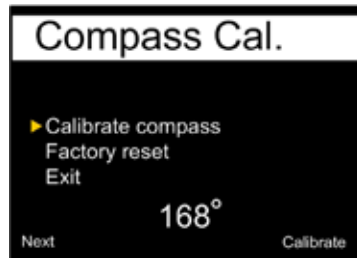 Compass Cal.
Calibrate compass
Factory reset
Exit
168°
Next Calibrate